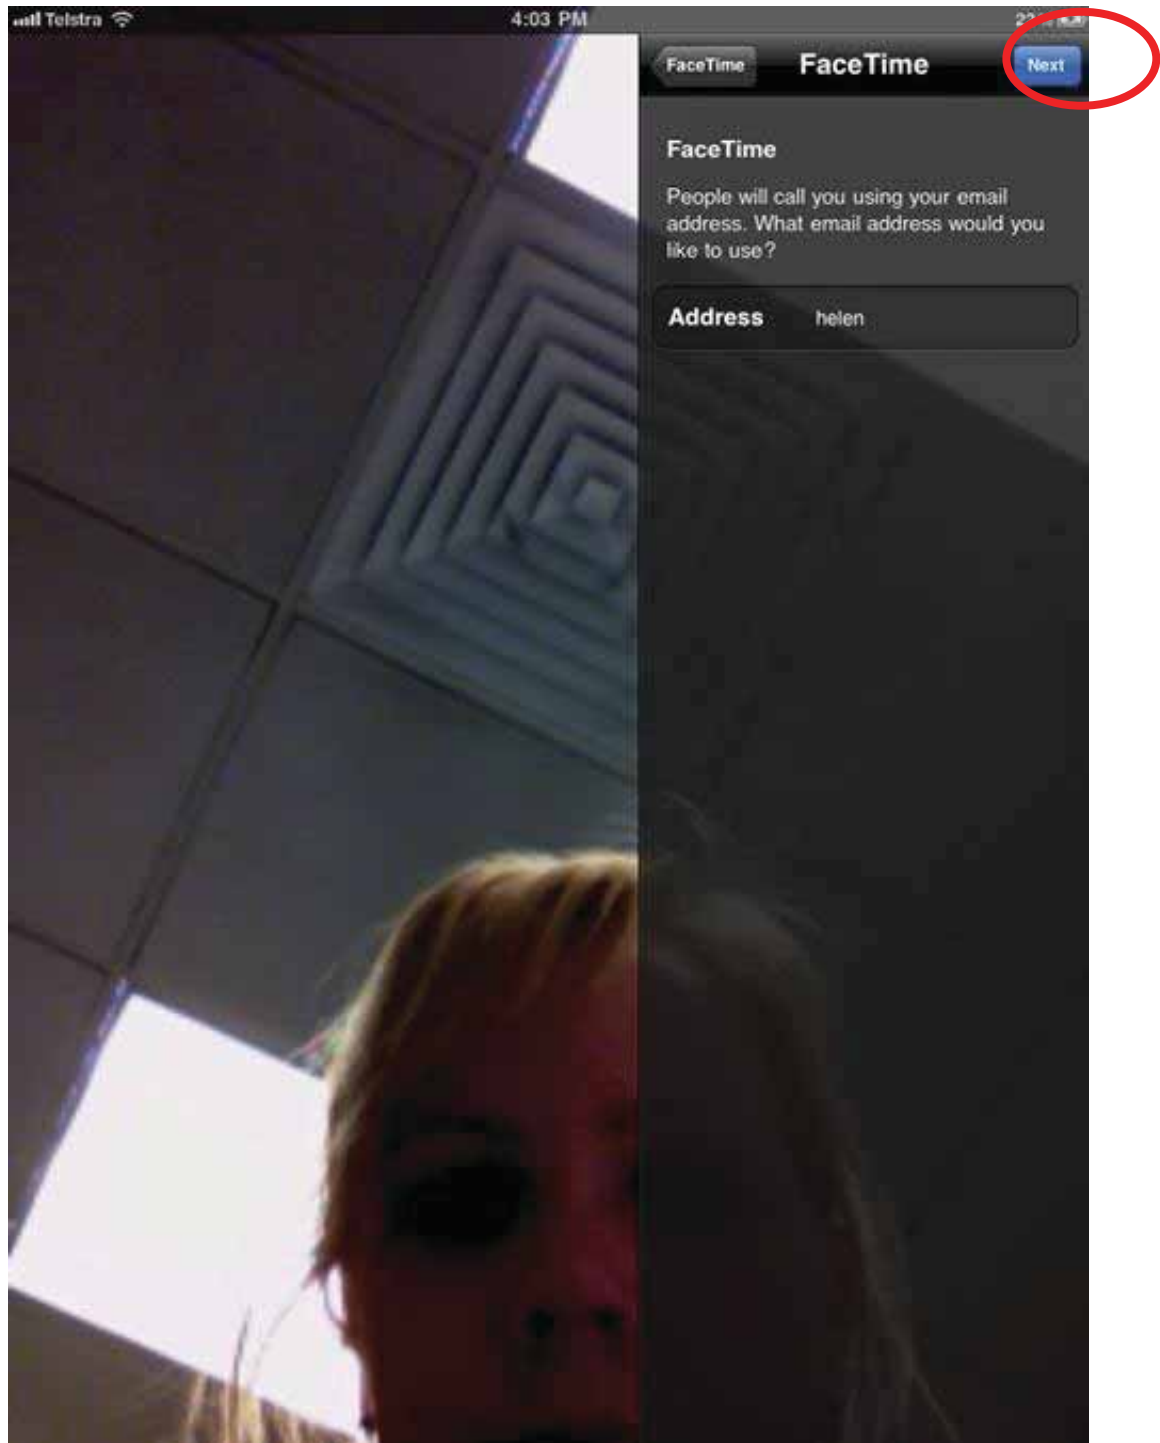 Telstra
4:03 PM
FaceTime
FaceTime
Next
FaceTime
People will call you using your email
address. What email address would you
like to use?
Address
helen